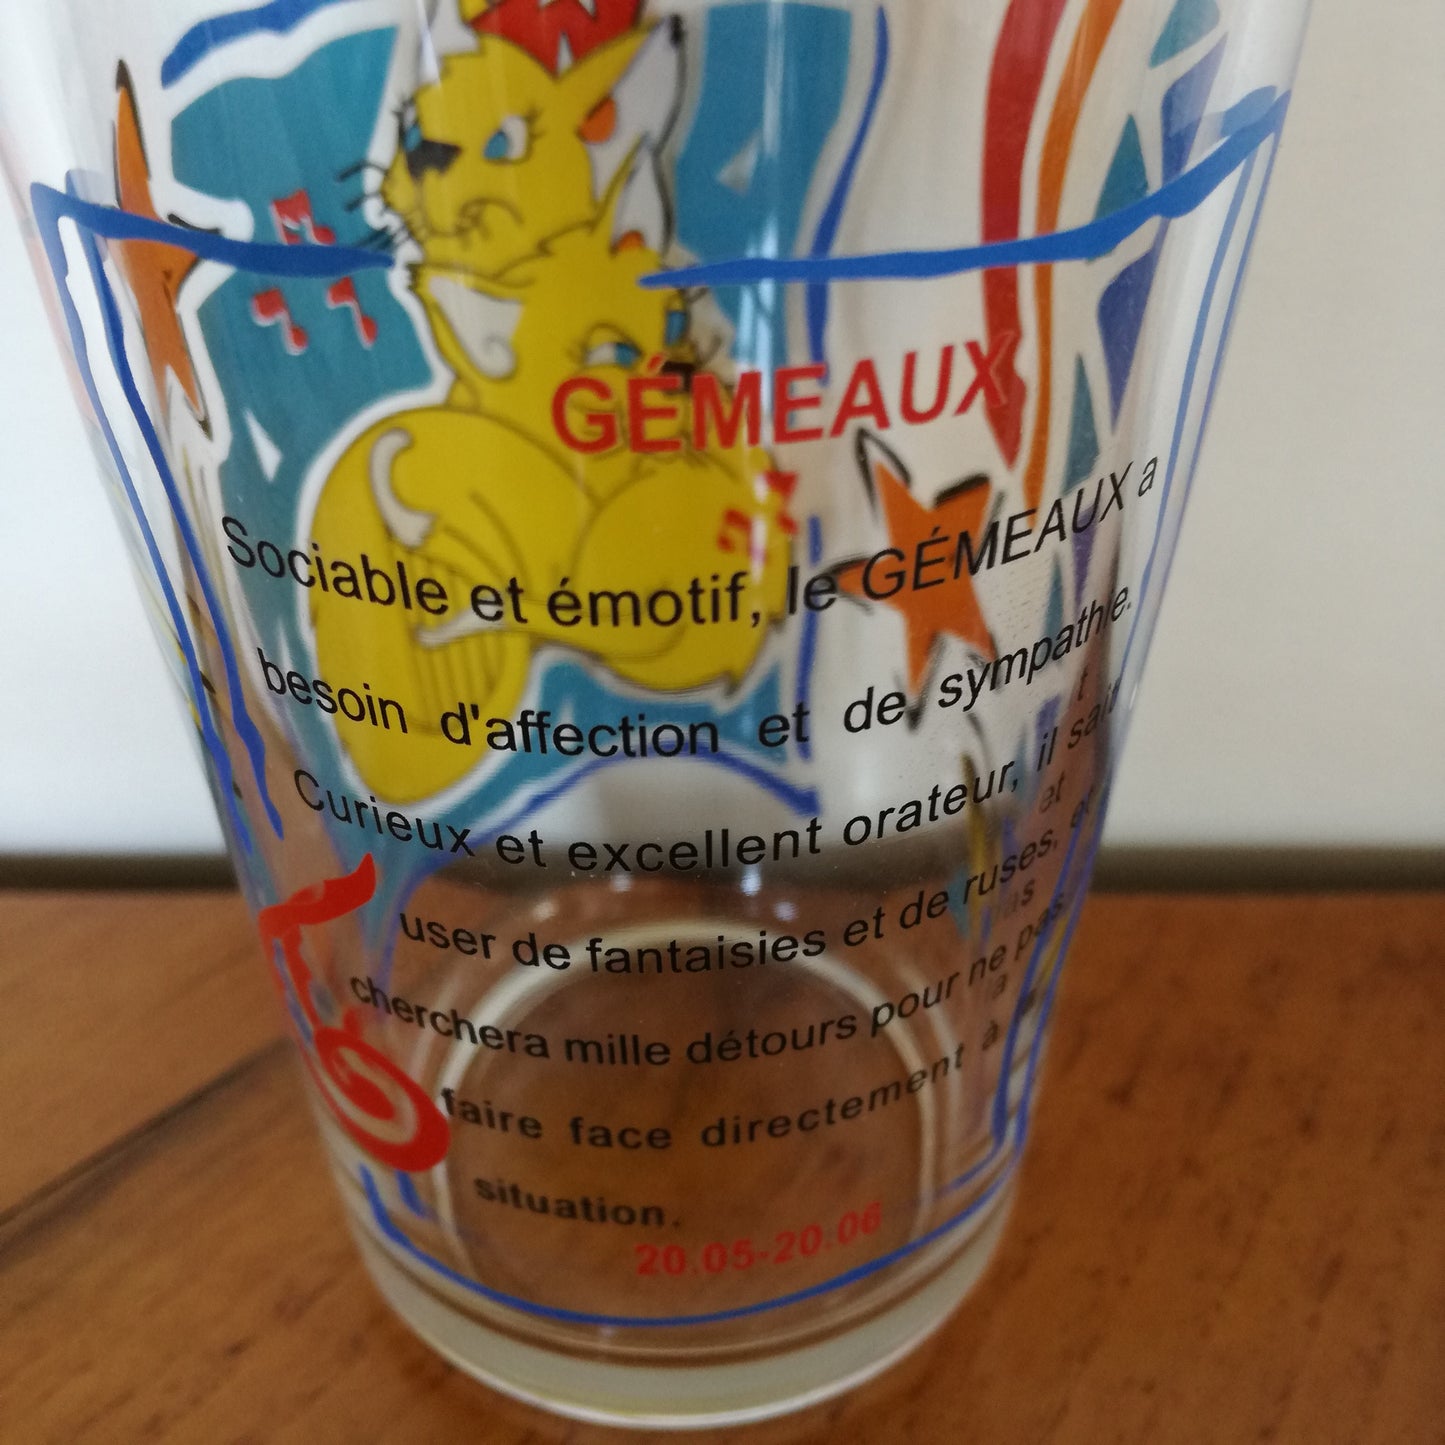 GÉMEAUX
Sociable et émotif, le GÉMEAUX a
besoin d'affection et de sympathie.
Curieux et excellent orateur, il sait
user de fantaisies et de ruses, et
cherchera mille détours pour ne pas
faire face directement à la
situation.
20.05-20.06